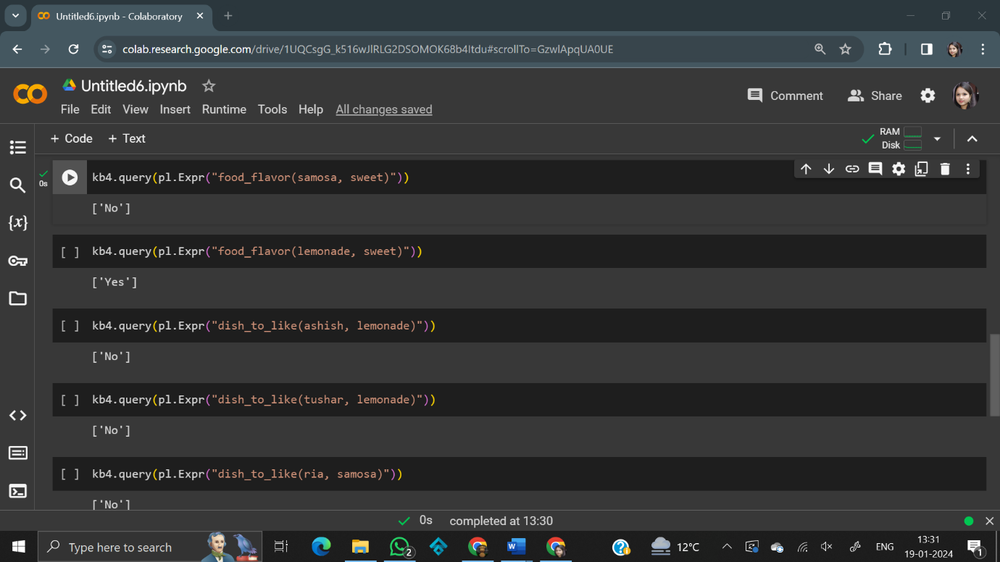 Untitled6.ipynb - Colaboratory
colab.research.google.com/drive/1UQCsgG_k516wJlRLG2DSOMOK68b4Itdu#scrollTo=GzwlApqUA0UE
Untitled6.ipynb
Comment Share
File Edit View Insert Runtime Tools Help All changes saved
+ Code + Text
RAM
Disk
0s
kb4.query(pl.Expr("food_flavor(samosa, sweet)"))
['No']
{x}
[ ] kb4.query(pl.Expr("food_flavor(lemonade, sweet)"))
['Yes']
[ ] kb4.query(pl.Expr("dish_to_like(ashish, lemonade)"))
['No']
[ ] kb4.query(pl.Expr("dish_to_like(tushar, lemonade)"))
['No']
[ ] kb4.query(pl.Expr("dish_to_like(ria, samosa)"))
['No']
0s completed at 13:30
Type here to search
2
12°C
ENG
13:31
19-01-2024
1